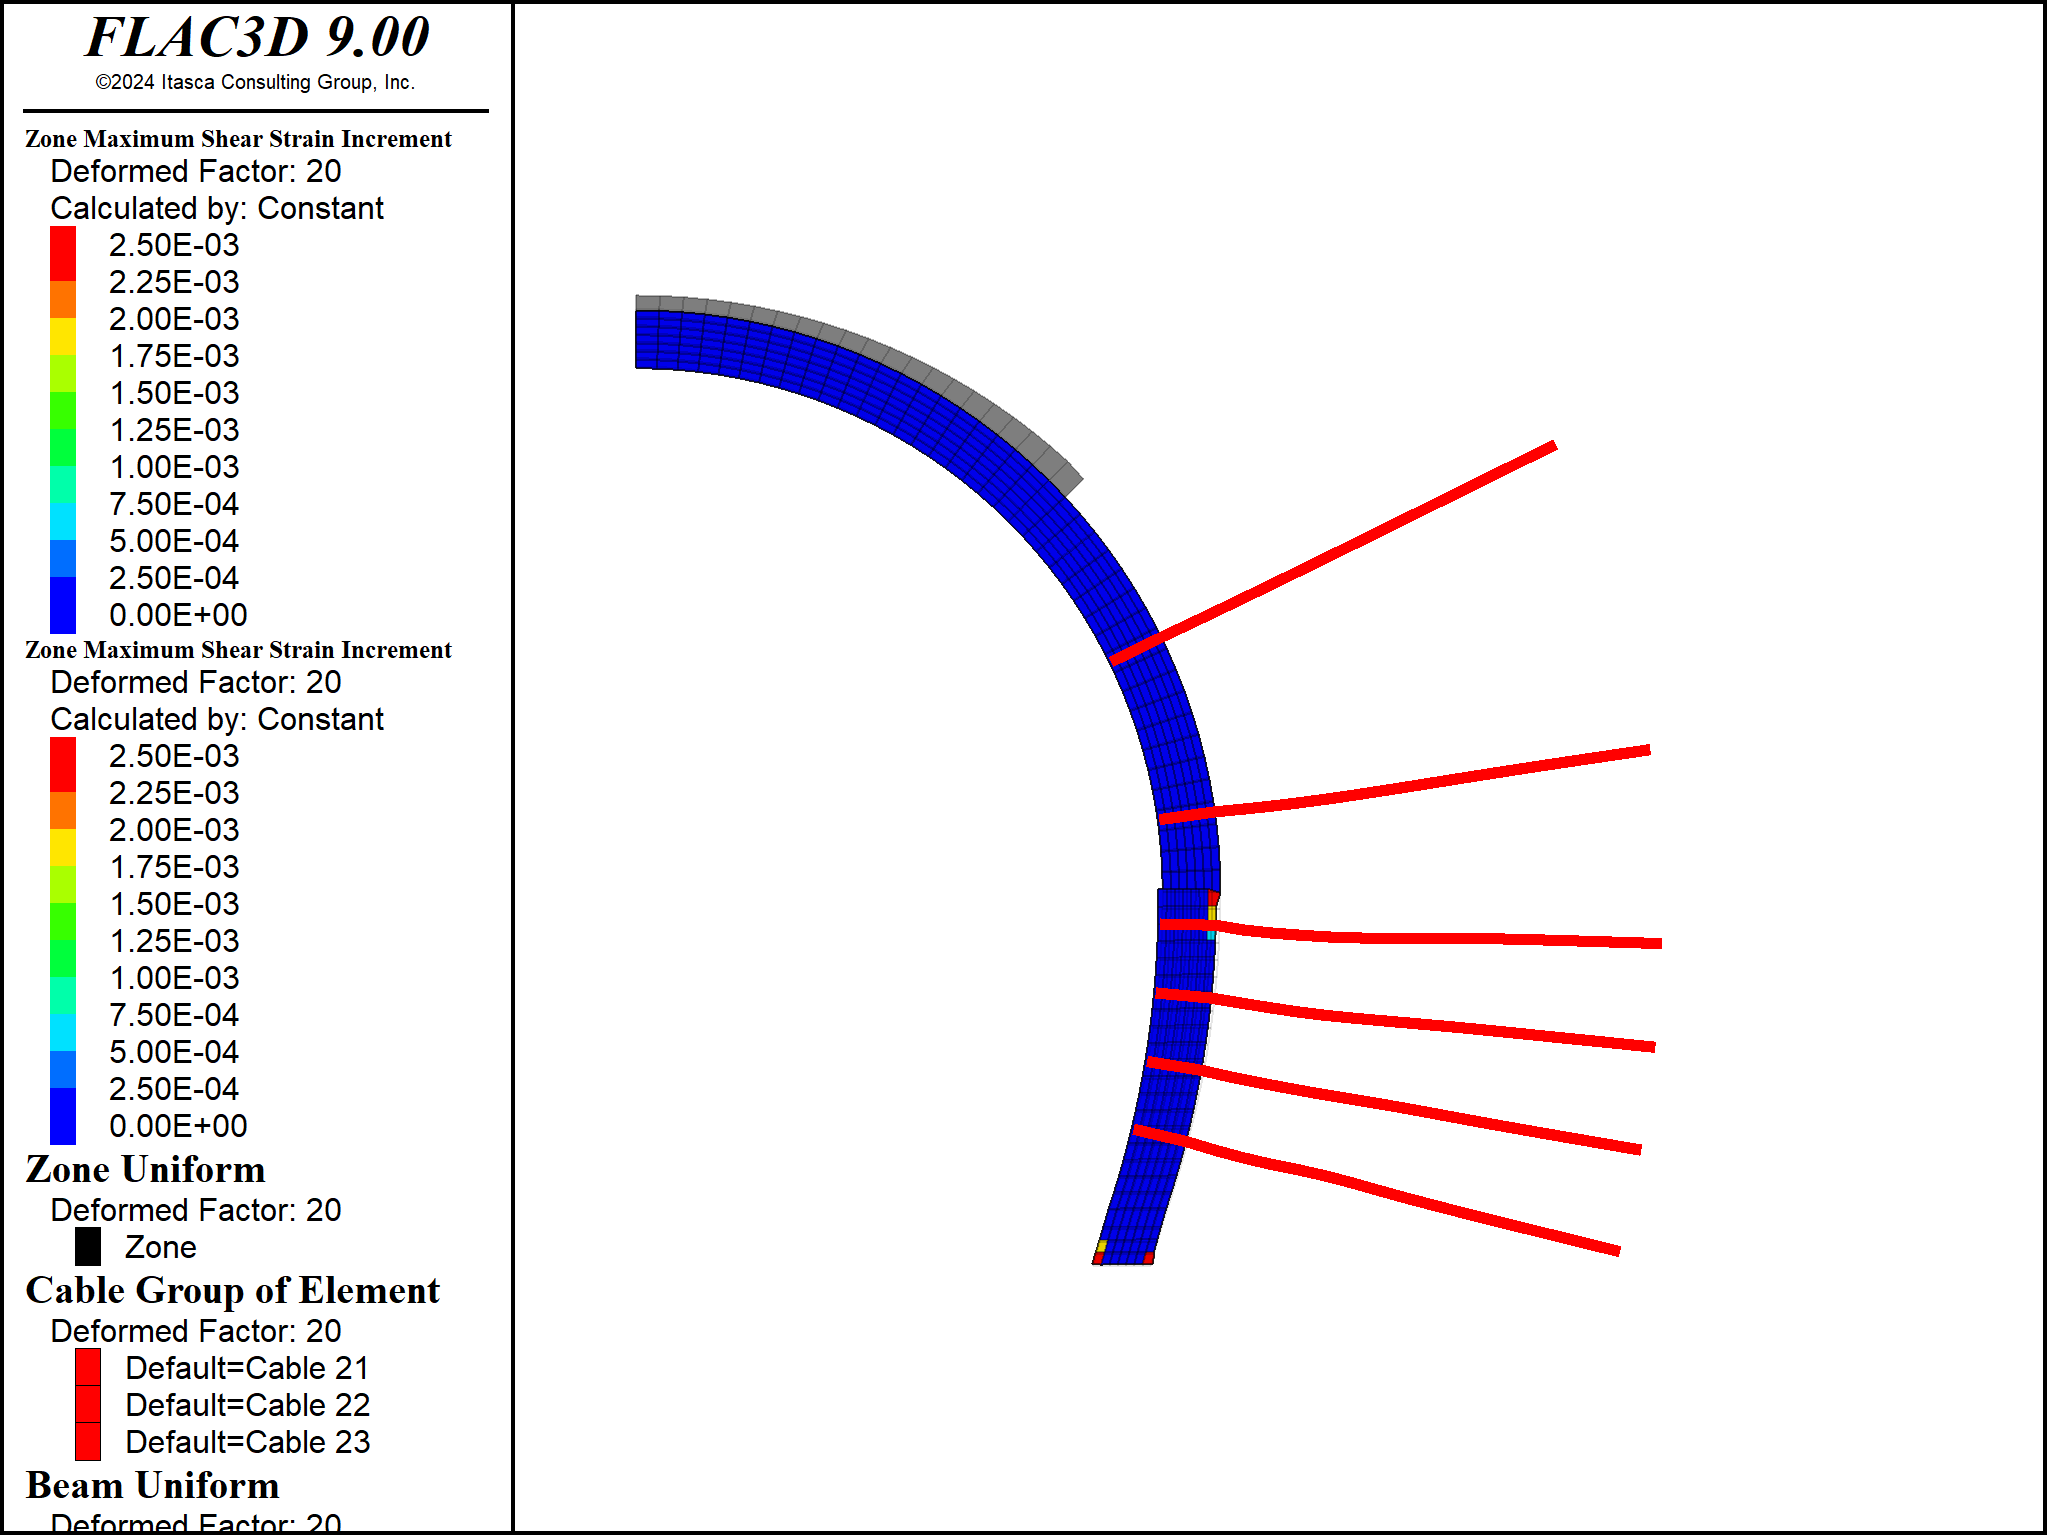 FLAC3D 9.00
©2024 Itasca Consulting Group, Inc.
Zone Maximum Shear Strain Increment
Deformed Factor: 20
Calculated by: Constant
2.50E-03
2.25E-03
2.00E-03
1.75E-03
1.50E-03
1.25E-03
1.00E-03
7.50E-04
5.00E-04
2.50E-04
0.00E+00
Zone Maximum Shear Strain Increment
Deformed Factor: 20
Calculated by: Constant
2.50E-03
2.25E-03
2.00E-03
1.75E-03
1.50E-03
1.25E-03
1.00E-03
7.50E-04
5.00E-04
2.50E-04
0.00E+00
Zone Uniform
Deformed Factor: 20
Zone
Cable Group of Element
Deformed Factor: 20
Default=Cable 21
Default=Cable 22
Default=Cable 23
Beam Uniform
Deformed Factor: 20